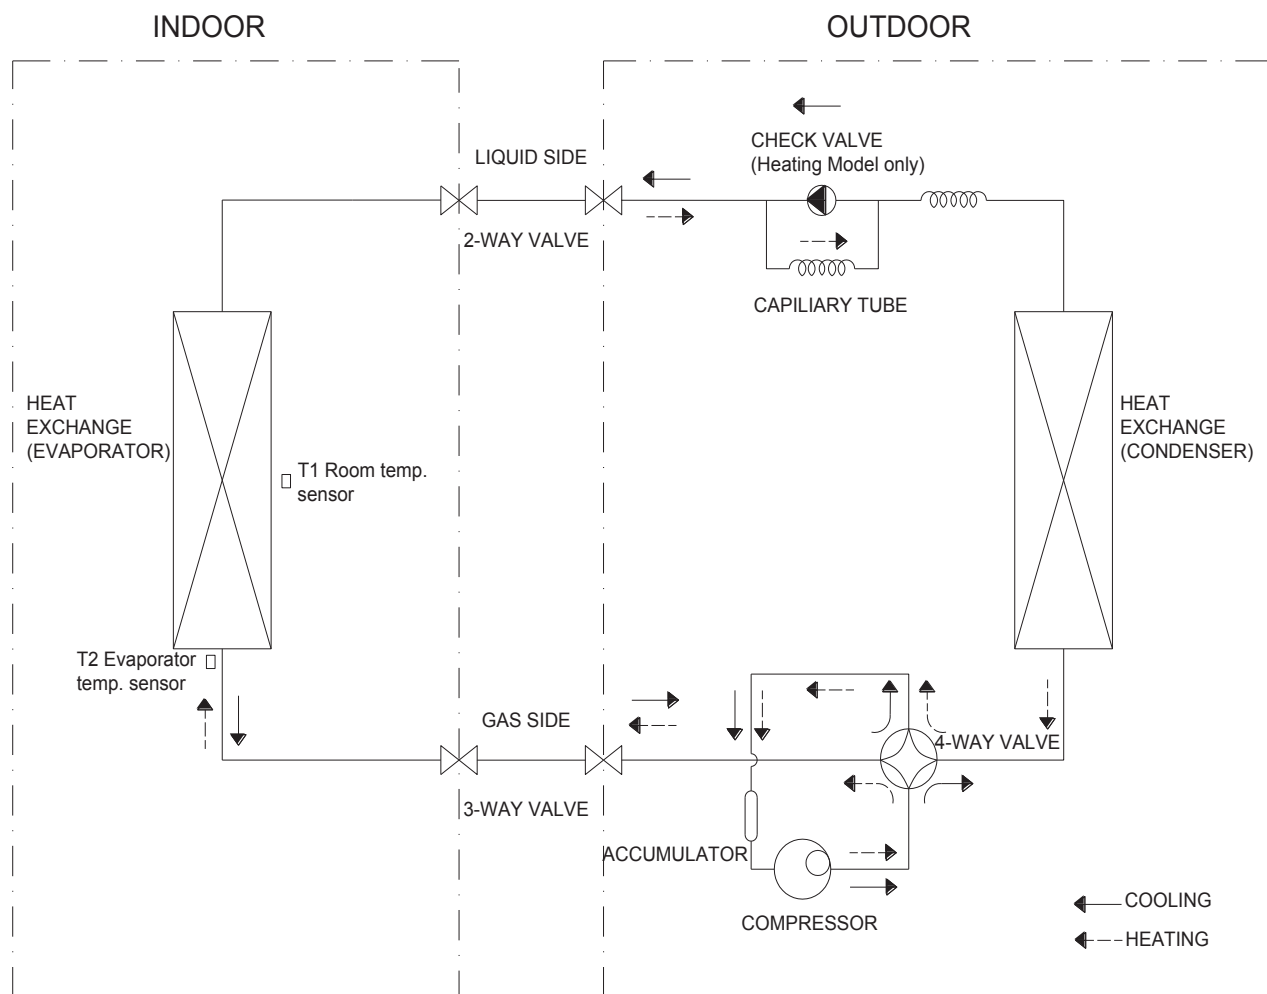 INDOOR
OUTDOOR
CHECK VALVE
(Heating Model only)
LIQUID SIDE
2-WAY VALVE
CAPILIARY TUBE
HEAT
EXCHANGE
(EVAPORATOR)
T1 Room temp.
sensor
HEAT
EXCHANGE
(CONDENSER)
T2 Evaporator
temp. sensor
GAS SIDE
4-WAY VALVE
3-WAY VALVE
ACCUMULATOR
COMPRESSOR
COOLING
HEATING